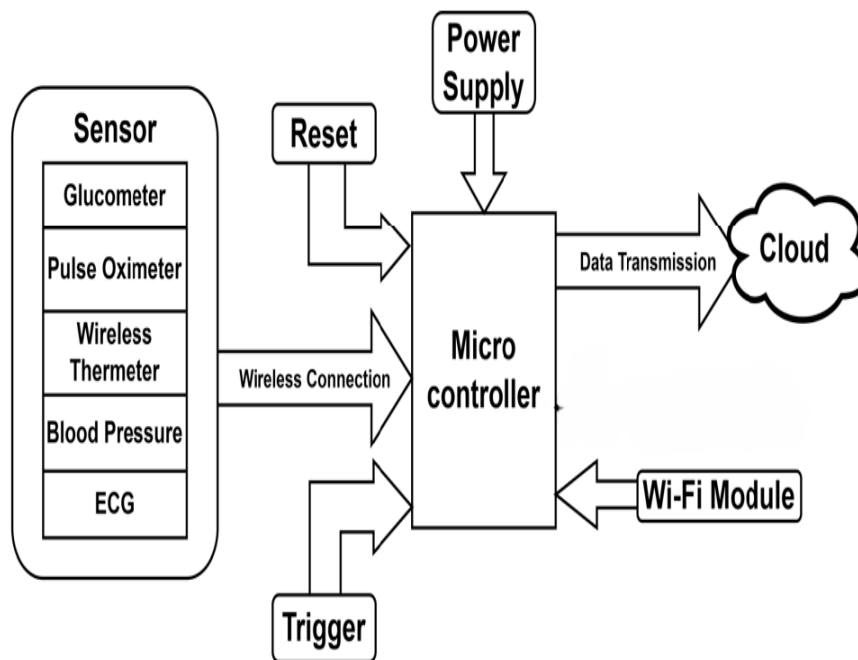 Power
Supply
Sensor
Reset
Glucometer
Pulse Oximeter
Wireless
Thermeter
Blood Pressure
ECG
Wireless Connection
Micro
controller
Data Transmission
Cloud
Wi-Fi Module
Trigger